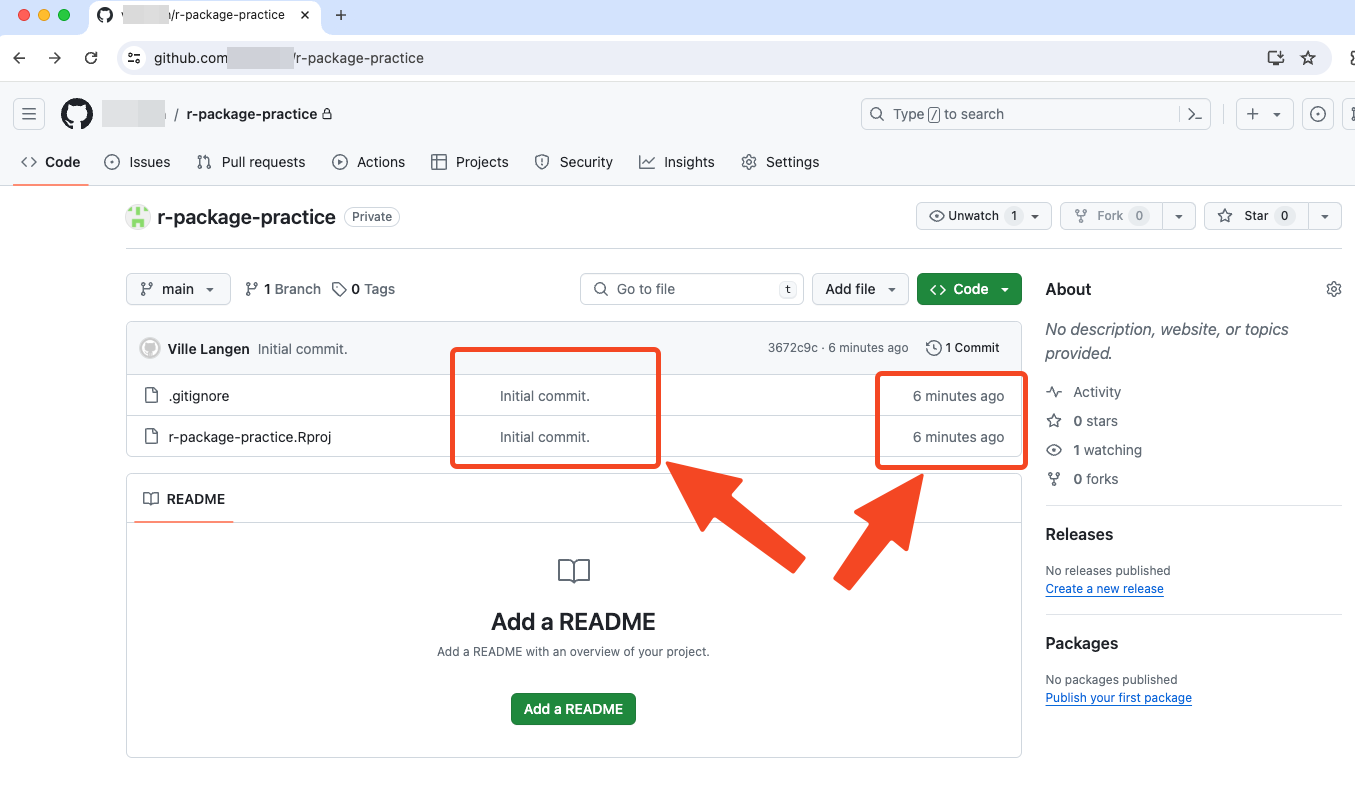 /r-package-practice
github.com /r-package-practice
/ r-package-practice
Type / to search
Code Issues Pull requests Actions Projects Security Insights Settings
r-package-practice Private
Unwatch 1 Fork 0 Star 0
main 1 Branch 0 Tags Go to file t Add file Code
Ville Langen Initial commit. 3672c9c · 6 minutes ago 1 Commit
.gitignore Initial commit. 6 minutes ago
r-package-practice.Rproj Initial commit. 6 minutes ago
README
Add a README
Add a README with an overview of your project.
Add a README
About
No description, website, or topics
provided.
Activity
0 stars
1 watching
0 forks
Releases
No releases published
Create a new release
Packages
No packages published
Publish your first package